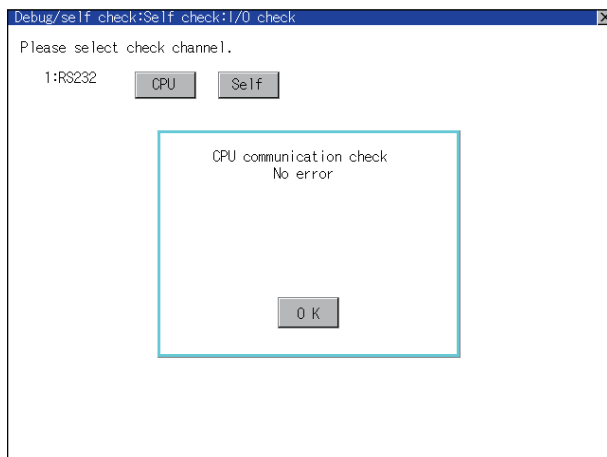 Debug/self check:Self check:I/O check
Please select check channel.
1:RS232 CPU Self
CPU communication check
No error
O K